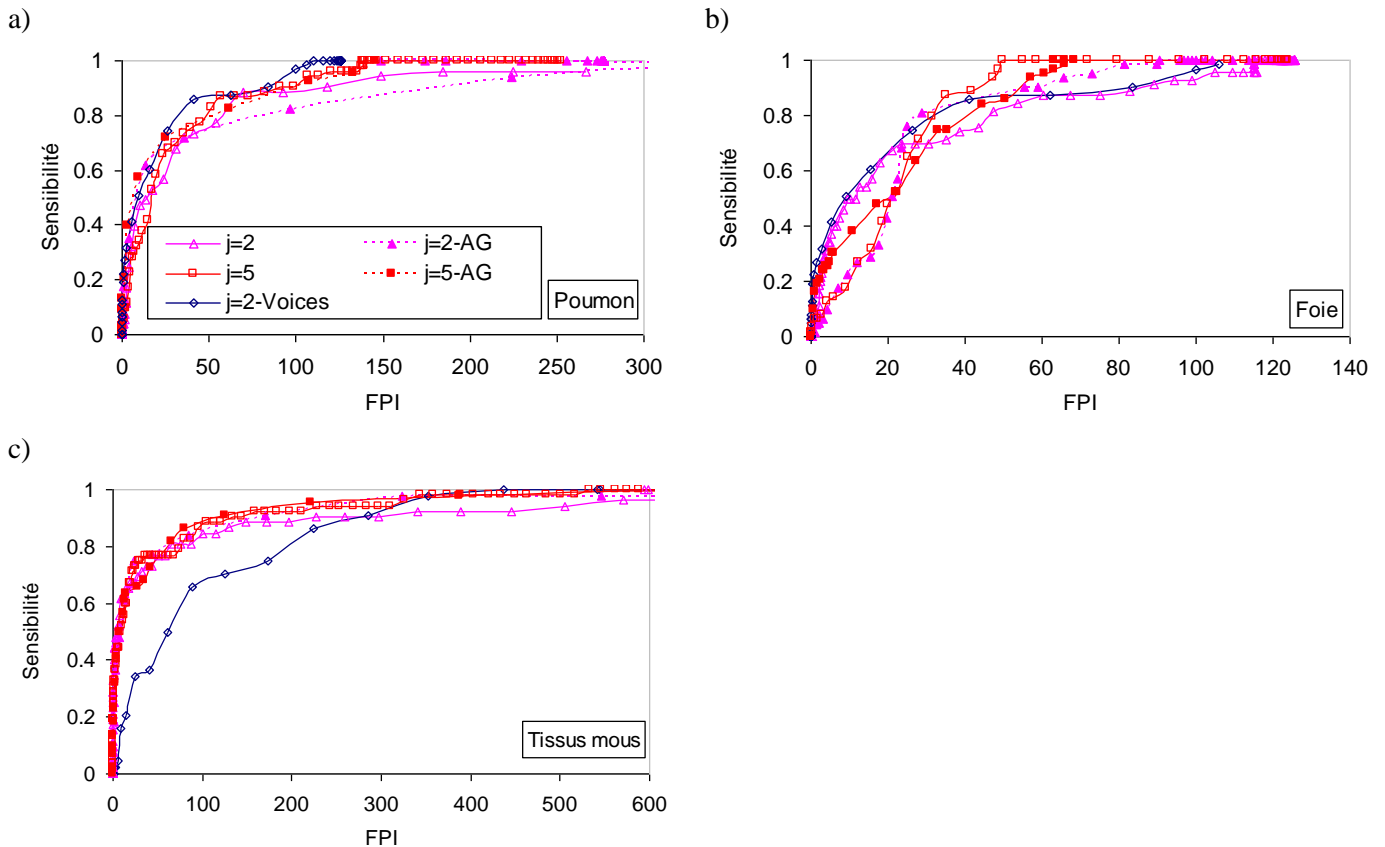 a)
Sensiibilité
1
0.8
0.6
0.4
0.2
0
j=2
j=2-AG
j=5
j=5-AG
j=2-Voices
Poumon
0 50 100 150 200 250 300
FPI
b)
Sensibilité
1
0.8
0.6
0.4
0.2
0
Foie
0 20 40 60 80 100 120 140
FPI
c)
Sensibilité
1
0.8
0.6
0.4
0.2
0
Tissus mous
0 100 200 300 400 500 600
FPI